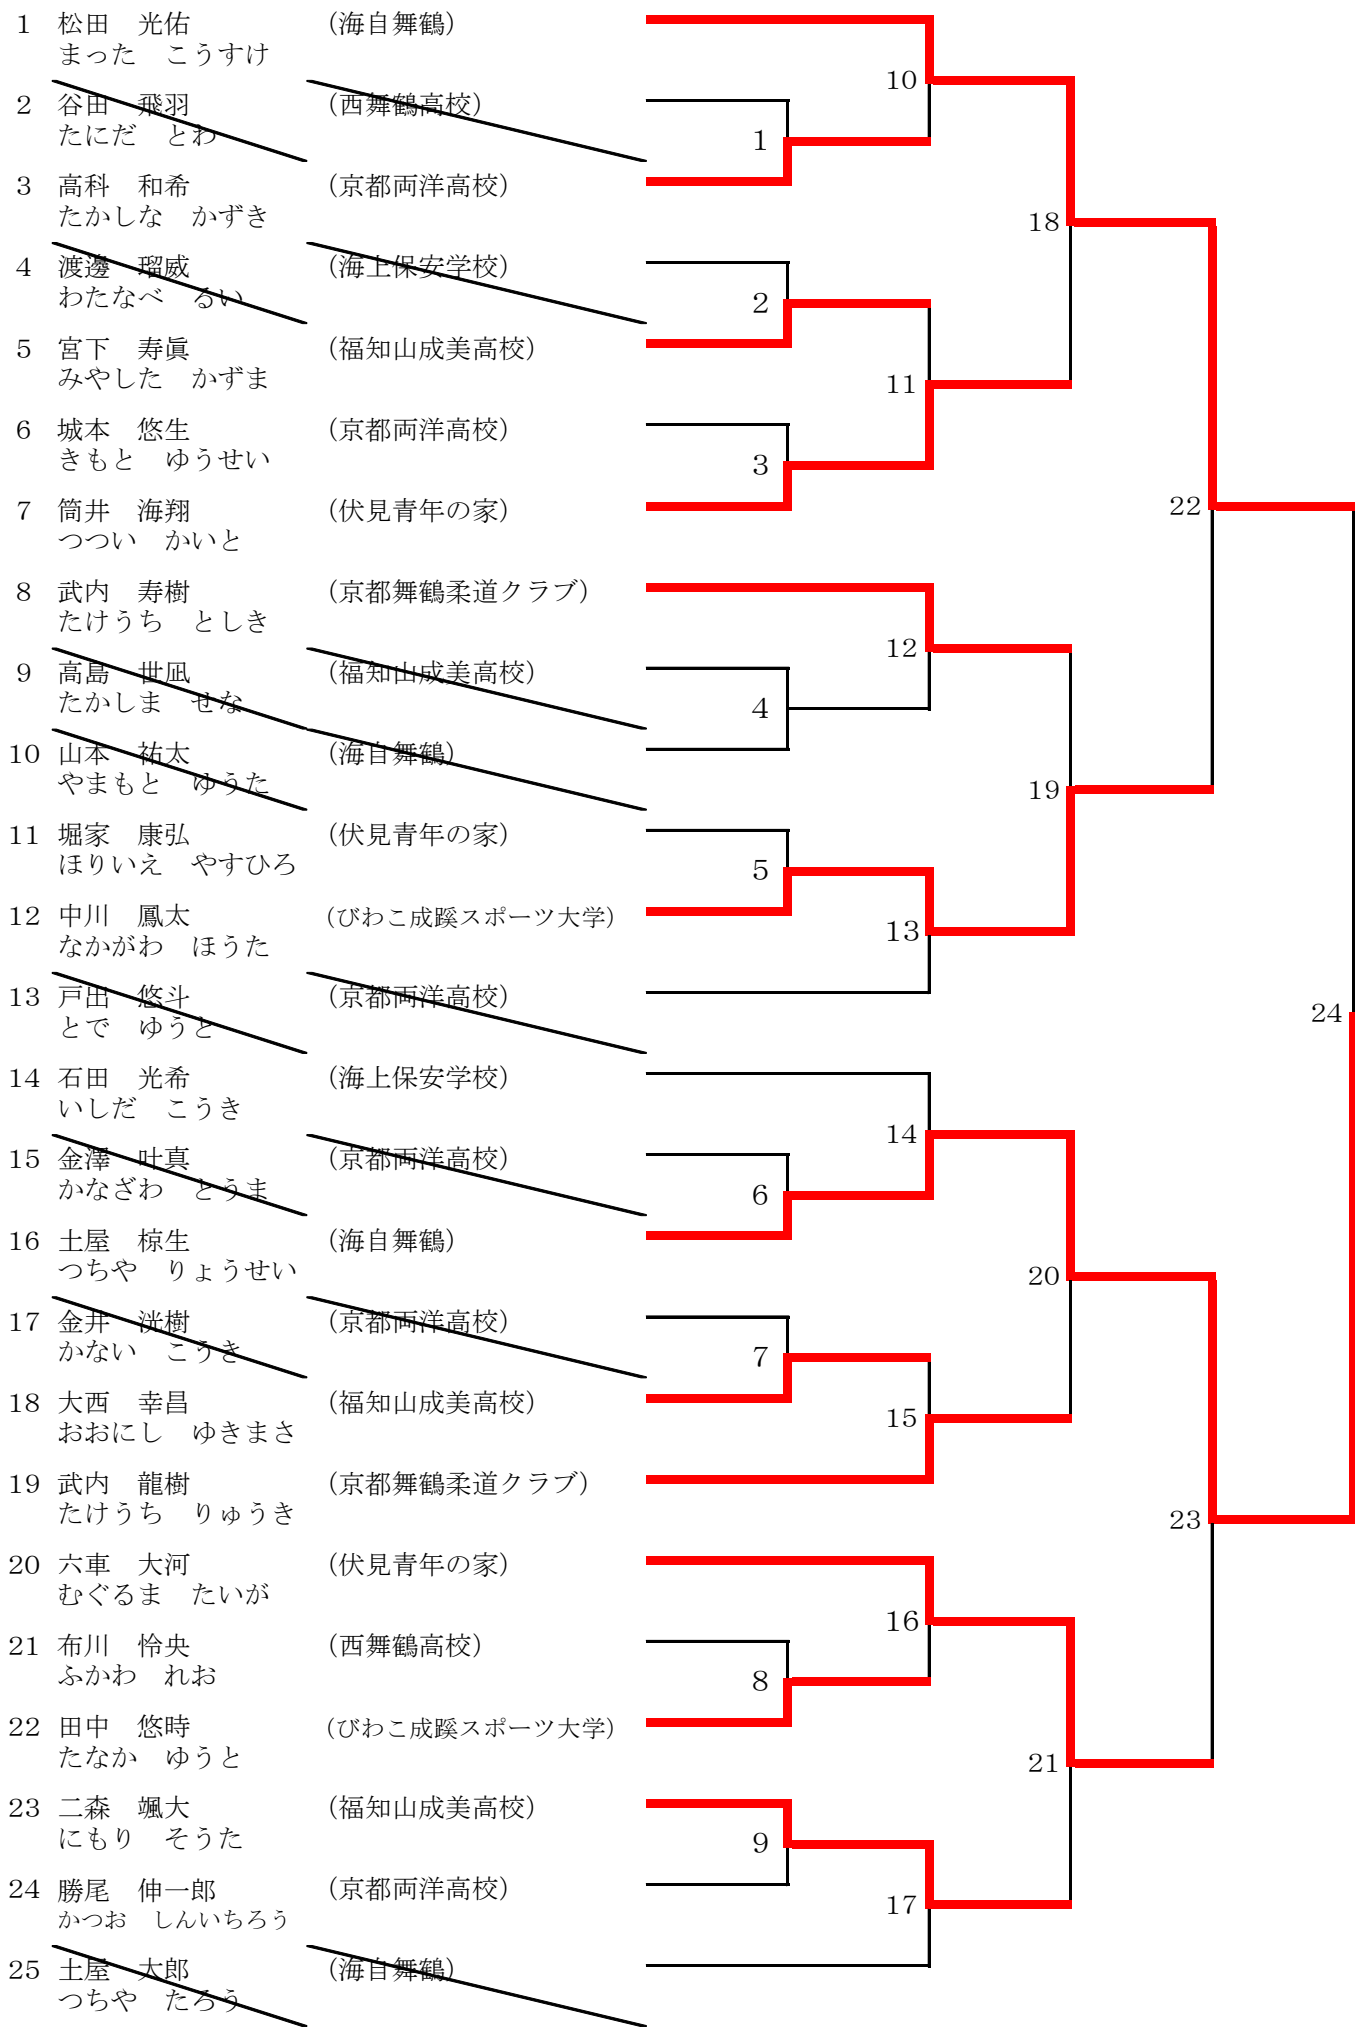 1 松田　光佑 (海自舞鶴)
まった　こうすけ
10
2 谷田　飛羽 (西舞鶴高校)
たにだ　とわ
1
3 高科　和希 (京都両洋高校)
たかしな　かずき
18
4 渡邊　瑠威 (海上保安学校)
わたなべ　るい
2
5 宮下　寿眞 (福知山成美高校)
みやした　かずま
11
6 城本　悠生 (京都両洋高校)
きもと　ゆうせい
3
7 筒井　海翔 (伏見青年の家)
つつい　かいと
22
8 武内　寿樹 (京都舞鶴柔道クラブ)
たけうち　としき
12
9 高島　世凪 (福知山成美高校)
たかしま　せな
4
10 山本　祐太 (海自舞鶴)
やまもと　ゆうた
19
11 堀家　康弘 (伏見青年の家)
ほりいえ　やすひろ
5
12 中川　鳳太 (びわこ成蹊スポーツ大学)
なかがわ　ほうた
13
13 戸田　悠斗 (京都両洋高校)
とで　ゆうと
24
14 石田　光希 (海上保安学校)
いしだ　こうき
14
15 金澤　叶真 (京都両洋高校)
かなざわ　とうま
6
16 土屋　椋生 (海自舞鶴)
つちや　りょうせい
20
17 金井　洸樹 (京都両洋高校)
かない　こうき
7
18 大西　幸昌 (福知山成美高校)
おおにし　ゆきまさ
15
19 武内　龍樹 (京都舞鶴柔道クラブ)
たけうち　りゅうき
23
20 六車　大河 (伏見青年の家)
むぐるま　たいが
16
21 布川　怜央 (西舞鶴高校)
ふかわ　れお
8
22 田中　悠時 (びわこ成蹊スポーツ大学)
たなか　ゆうと
21
23 二森　颯大 (福知山成美高校)
にもり　そうた
9
24 勝尾　伸一郎 (京都両洋高校)
かつお　しんいちろう
17
25 土屋　大郎 (海自舞鶴)
つちや　たろう